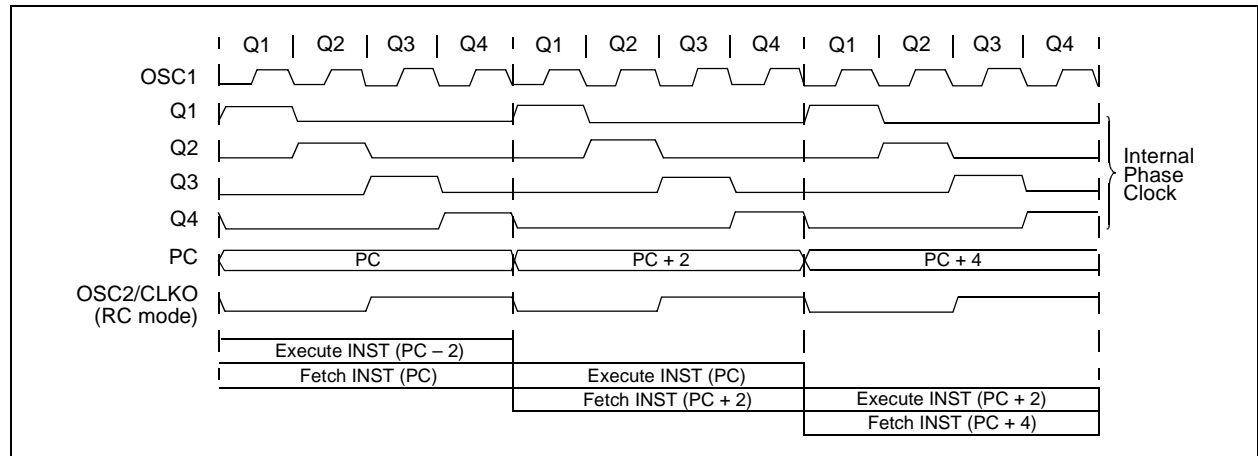 Q1 Q2 Q3 Q4 Q1 Q2 Q3 Q4 Q1 Q2 Q3 Q4
OSC1
Q1
Q2
Q3
Q4
Internal
Phase
Clock
PC PC PC + 2 PC + 4
OSC2/CLKO
(RC mode)
Execute INST (PC – 2)
Fetch INST (PC) Execute INST (PC)
Fetch INST (PC + 2) Execute INST (PC + 2)
Fetch INST (PC + 4)